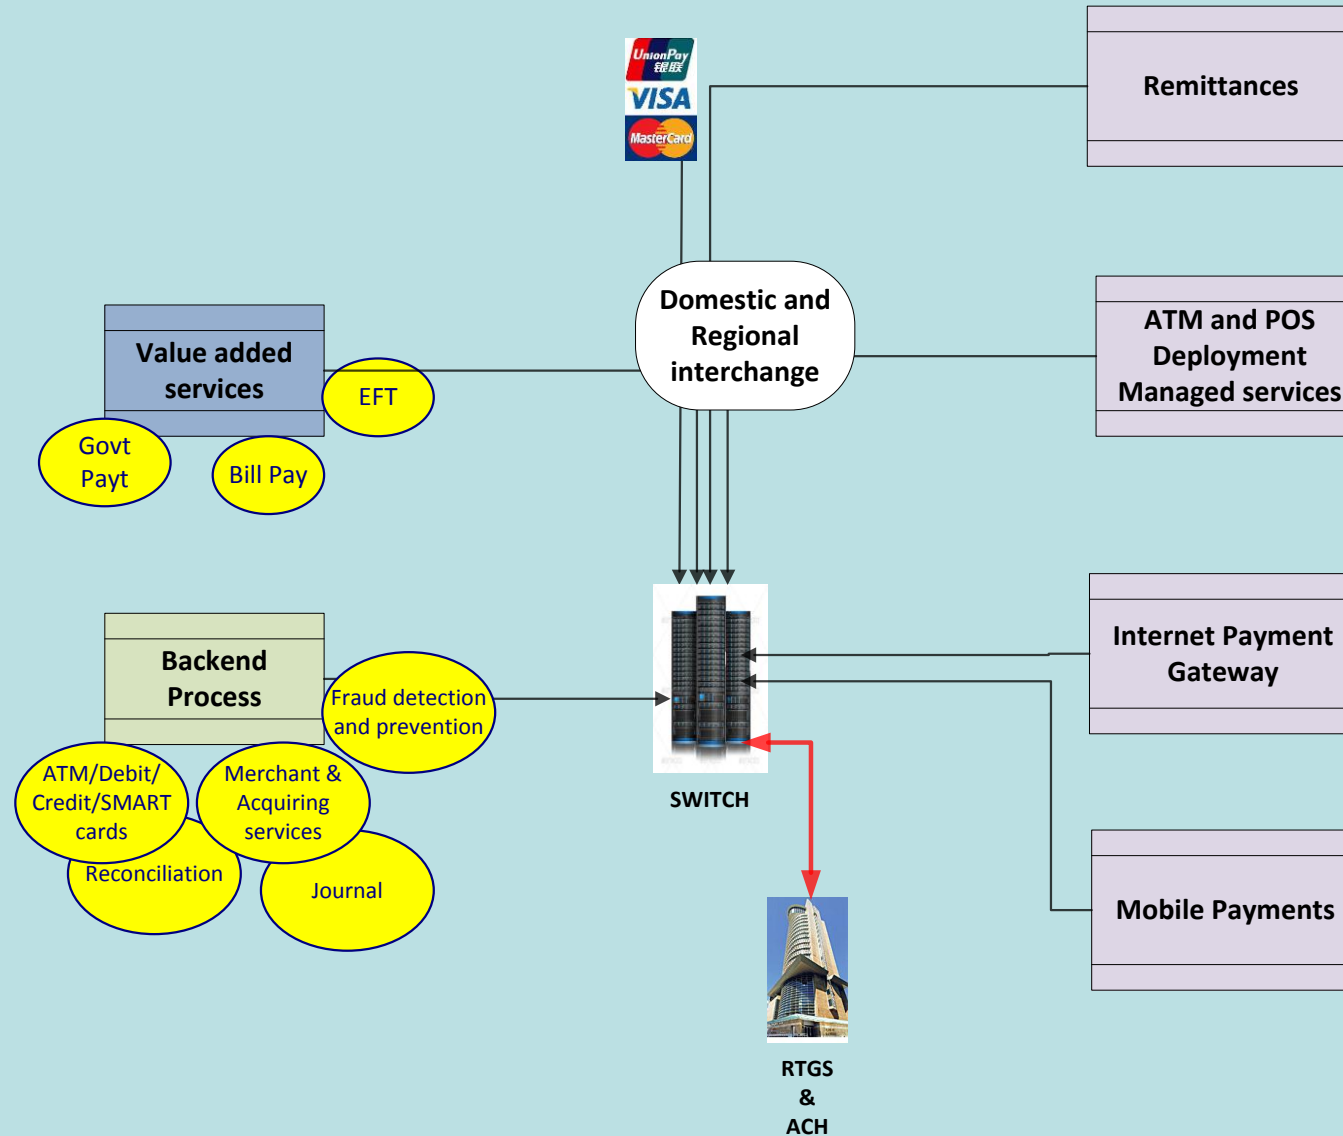 UnionPay
银联
VISA
MasterCard
Remittances
Domestic and
Regional
interchange
ATM and POS
Deployment
Managed services
Value added
services
EFT
Govt
Payt
Bill Pay
Internet Payment
Gateway
Backend
Process
Fraud detection
and prevention
ATM/Debit/
Credit/SMART
cards
Merchant &
Acquiring
services
Reconciliation
Journal
SWITCH
Mobile Payments
RTGS
&
ACH